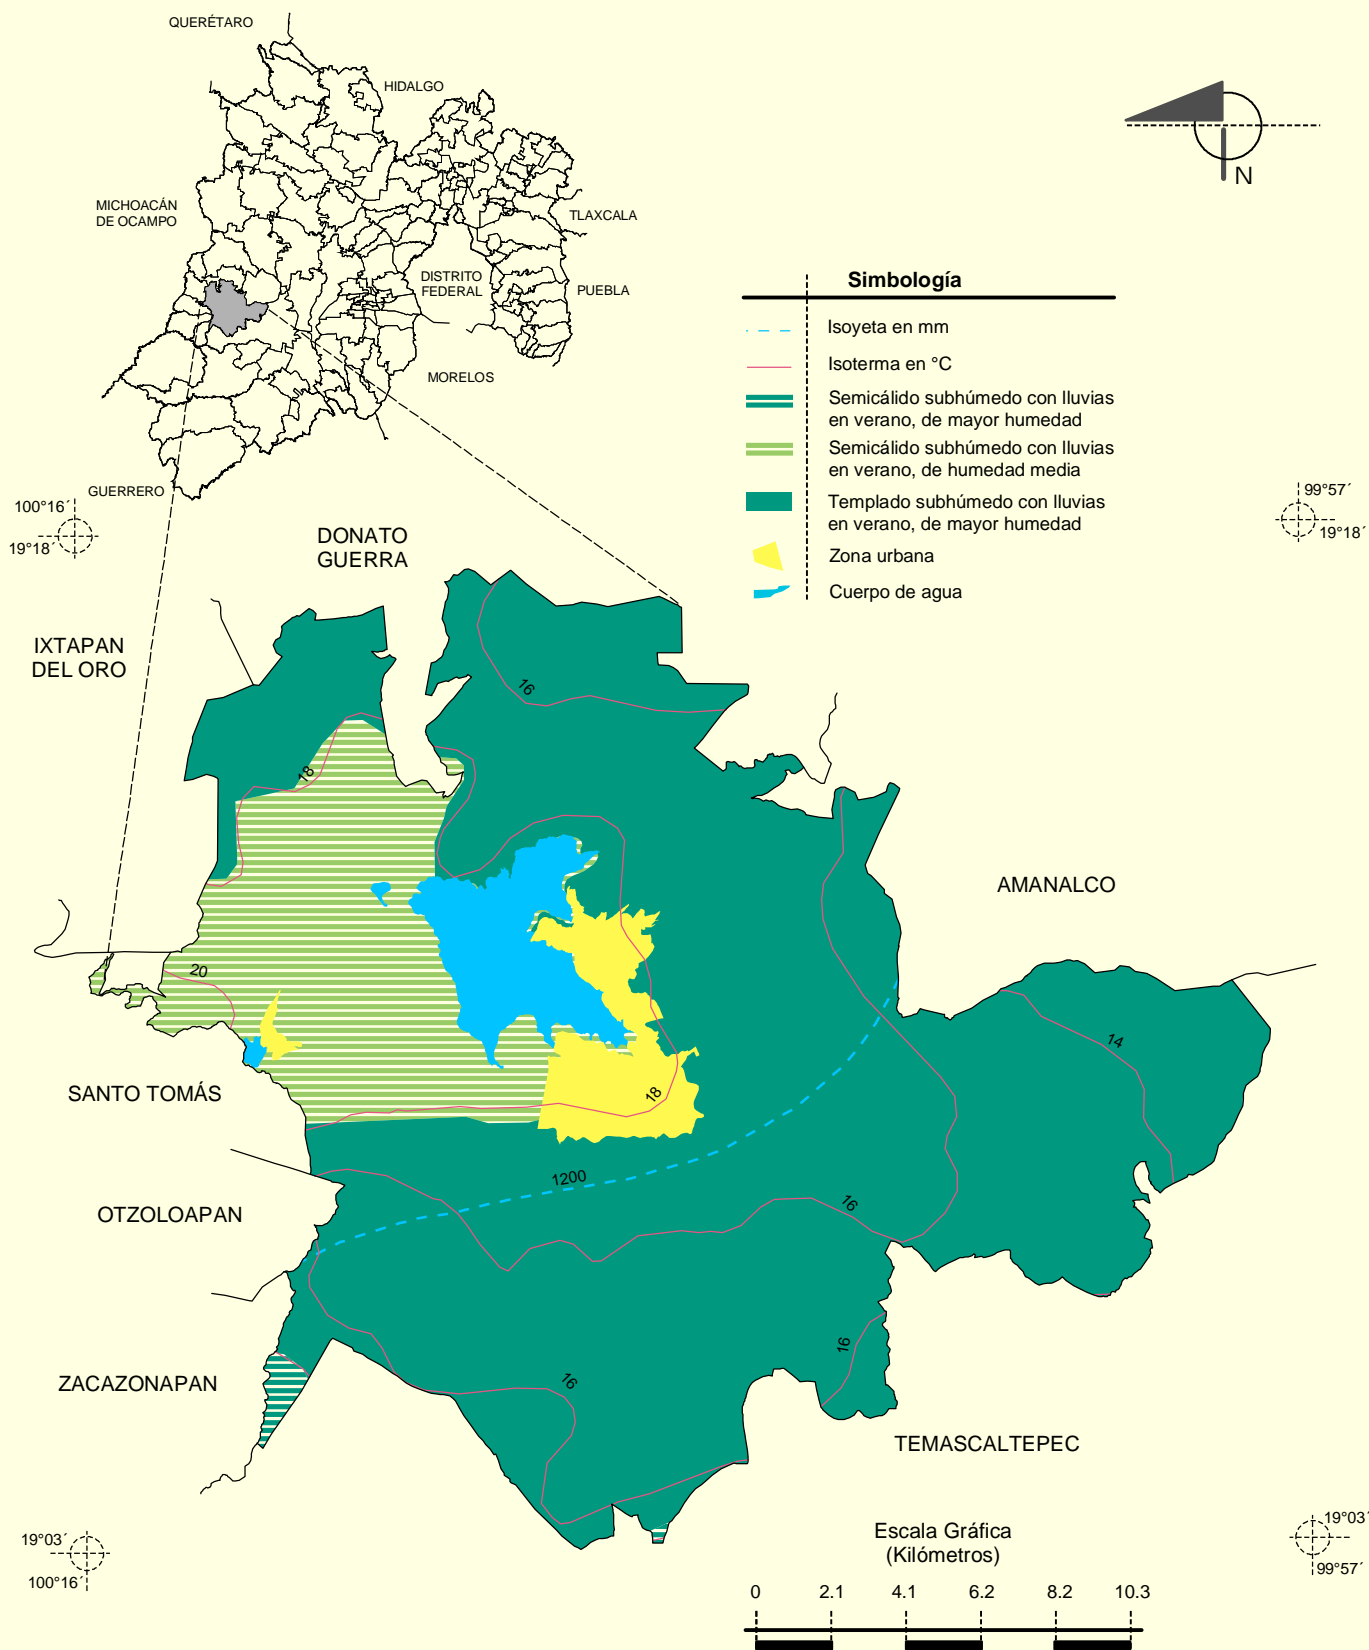 QUERÉTARO
HIDALGO
MICHOACÁN
DE OCAMPO
TLAXCALA
DISTRITO
FEDERAL
PUEBLA
MORELOS
GUERRERO
N
Simbología
Isoyeta en mm
Isoterma en °C
Semicálido subhúmedo con lluvias
en verano, de mayor humedad
Semicálido subhúmedo con lluvias
en verano, de humedad media
Templado subhúmedo con lluvias
en verano, de mayor humedad
Zona urbana
Cuerpo de agua
100°16´
19°18´
99°57´
19°18´
DONATO
GUERRA
IXTAPAN
DEL ORO
16
18
AMANALCO
20
14
SANTO TOMÁS
18
1200
16
OTZOLOAPAN
16
ZACAZONAPAN
16
TEMASCALTEPEC
19°03´
100°16´
19°03´
99°57´
Escala Gráfica
(Kilómetros)
0 2.1 4.1 6.2 8.2 10.3